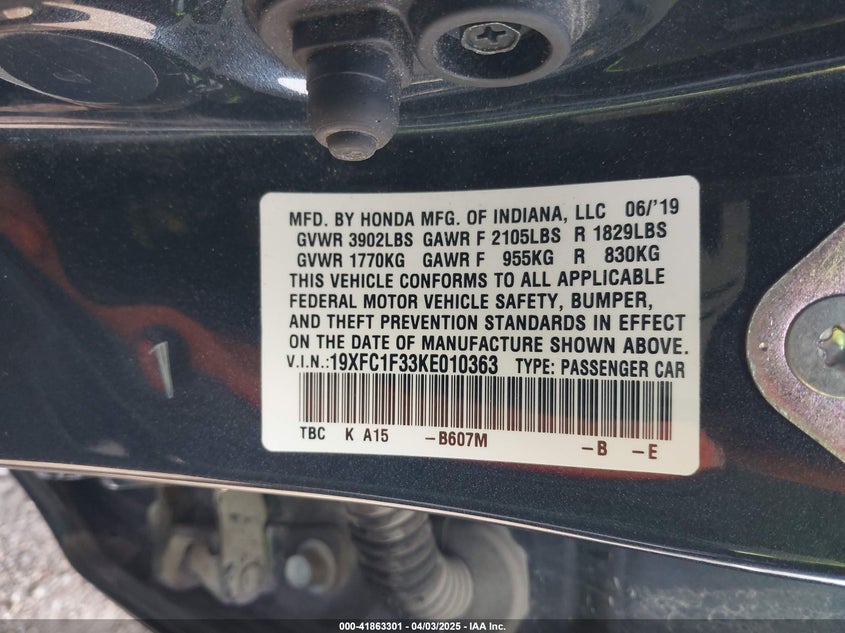 MFD. BY HONDA MFG. OF INDIANA, LLC 06/'19
GVWR 3902LBS GAWR F 2105LBS R 1829LBS
GVWR 1770KG GAWR F 955KG R 830KG
THIS VEHICLE CONFORMS TO ALL APPLICABLE
FEDERAL MOTOR VEHICLE SAFETY, BUMPER,
AND THEFT PREVENTION STANDARDS IN EFFECT
ON THE DATE OF MANUFACTURE SHOWN ABOVE.
V.I.N.:19XFC1F33KE010363 TYPE: PASSENGER CAR
TBC K A15 -B607M -B -E
000-41863301 - 04/03/2025 - IAA Inc.